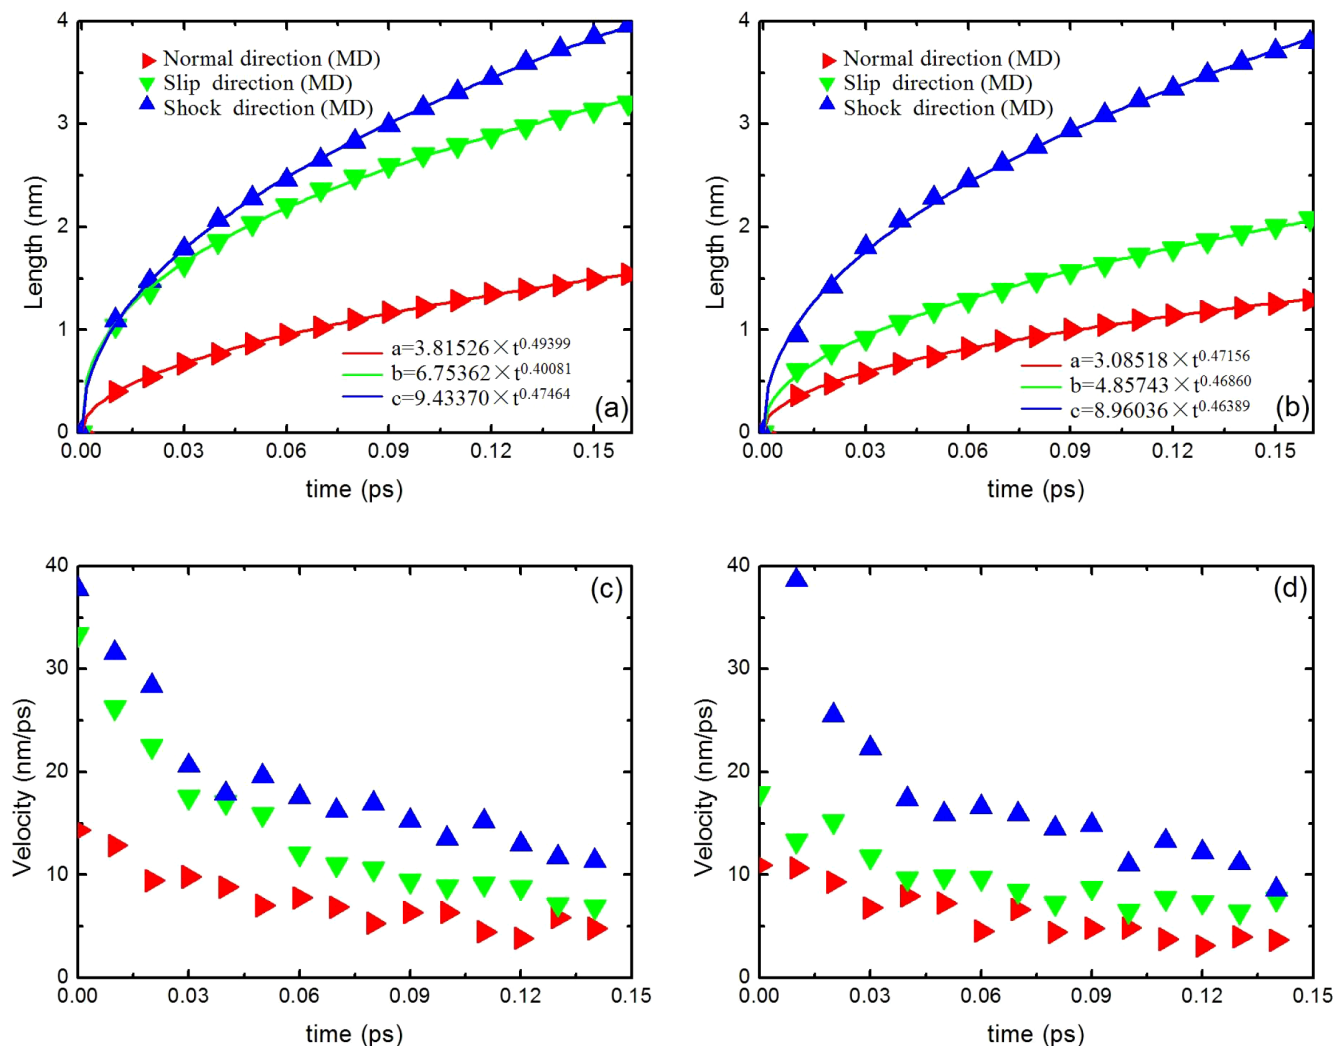 4
3
2
1
0
Length (nm)
Normal direction (MD)
Slip direction (MD)
Shock direction (MD)
a=3.81526×t^0.49399
b=6.75362×t^0.40081
c=9.43370×t^0.47464
(a)
0.00 0.03 0.06 0.09 0.12 0.15
time (ps)
4
3
2
1
0
Length (nm)
Normal direction (MD)
Slip direction (MD)
Shock direction (MD)
a=3.08518×t^0.47156
b=4.85743×t^0.46860
c=8.96036×t^0.46389
(b)
0.00 0.03 0.06 0.09 0.12 0.15
time (ps)
40
30
20
10
0
Velocity (nm/ps)
(c)
0.00 0.03 0.06 0.09 0.12 0.15
time (ps)
40
30
20
10
0
Velocity (nm/ps)
(d)
0.00 0.03 0.06 0.09 0.12 0.15
time (ps)